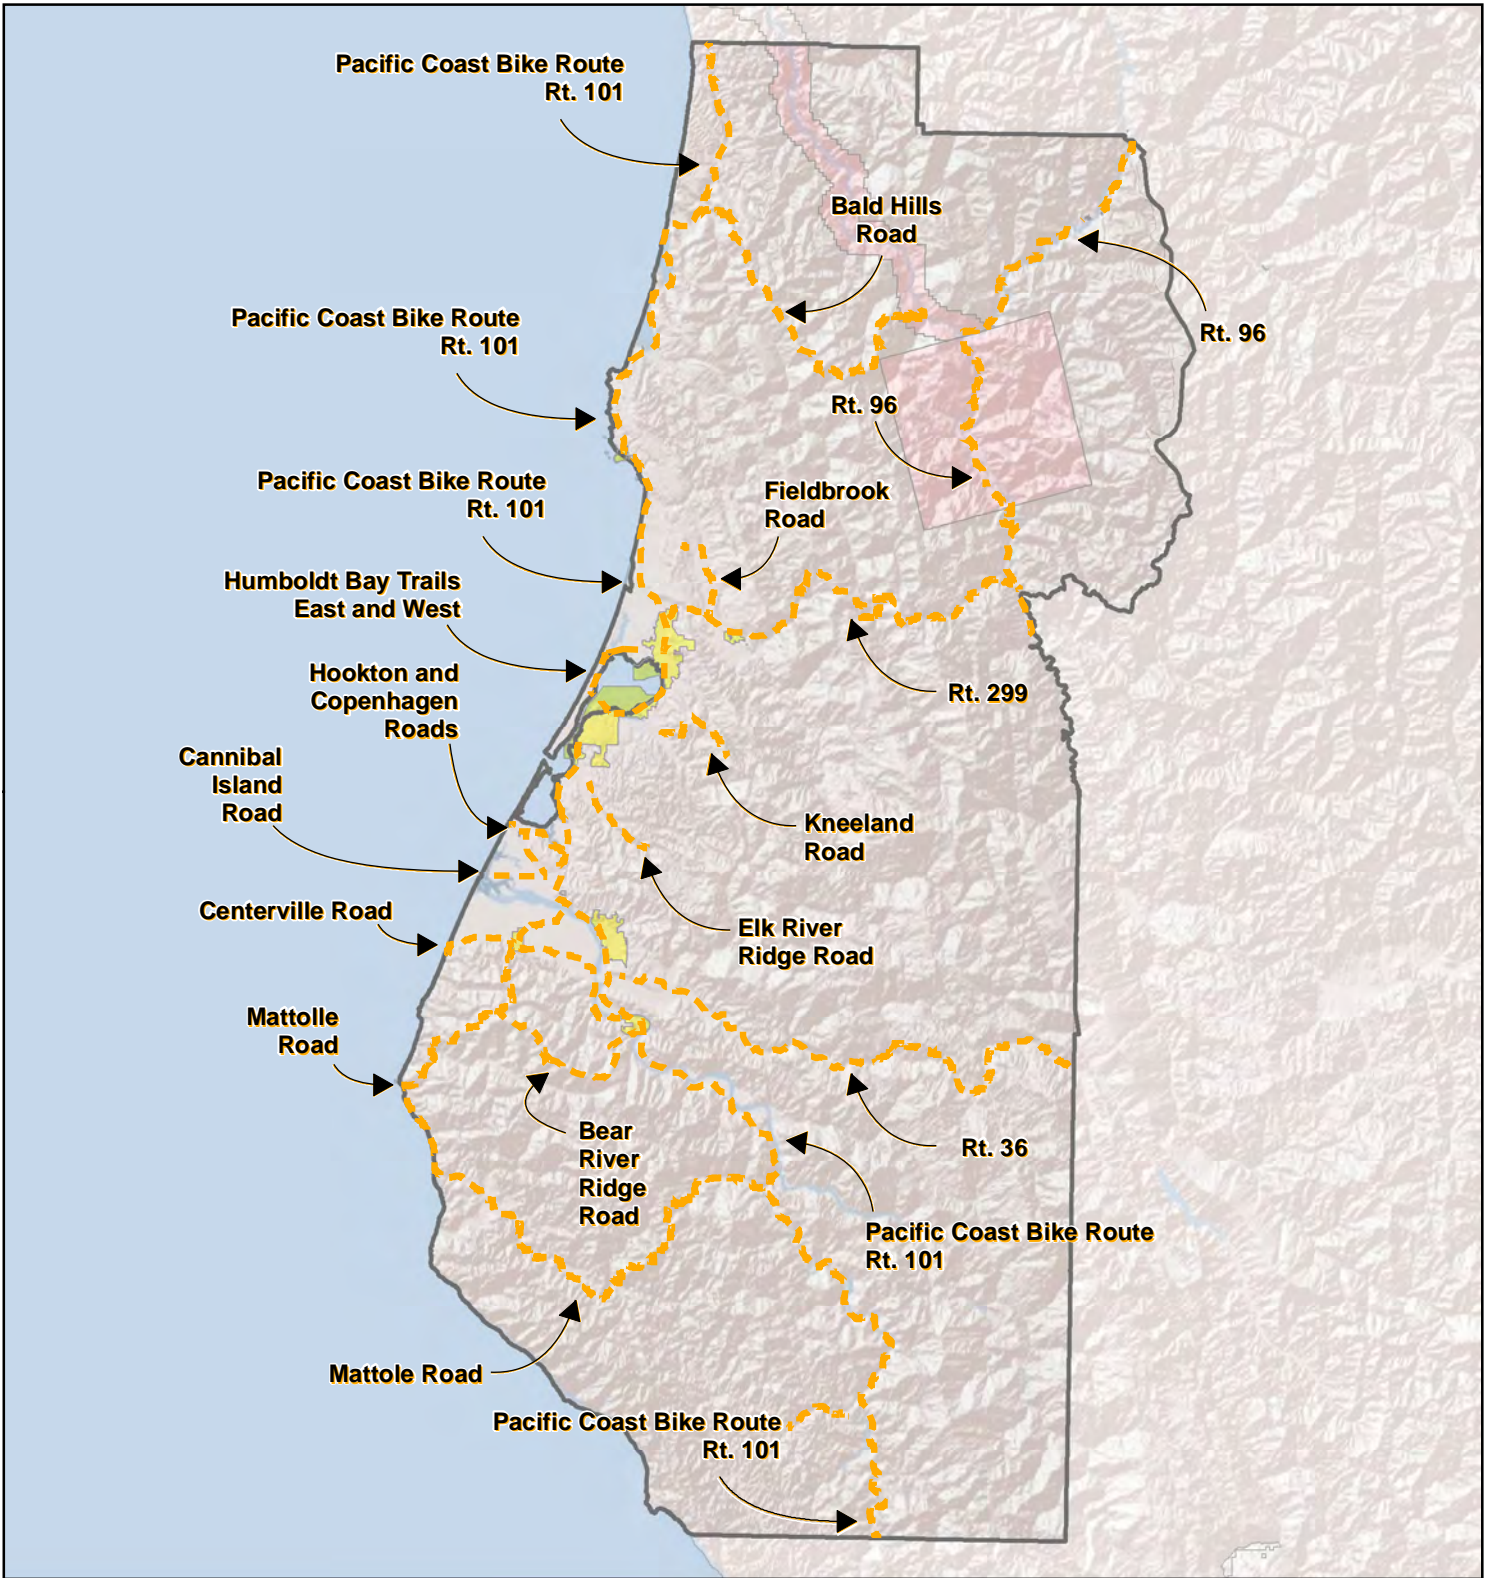 Pacific Coast Bike Route
Rt. 101
Bald Hills
Road
Pacific Coast Bike Route
Rt. 101
Rt. 96
Rt. 96
Pacific Coast Bike Route
Rt. 101
Fieldbrook
Road
Humboldt Bay Trails
East and West
Hookton and
Copenhagen
Roads
Rt. 299
Cannibal
Island
Road
Kneeland
Road
Centerville Road
Elk River
Ridge Road
Mattolle
Road
Bear
River
Ridge
Road
Rt. 36
Pacific Coast Bike Route
Rt. 101
Mattole Road
Pacific Coast Bike Route
Rt. 101